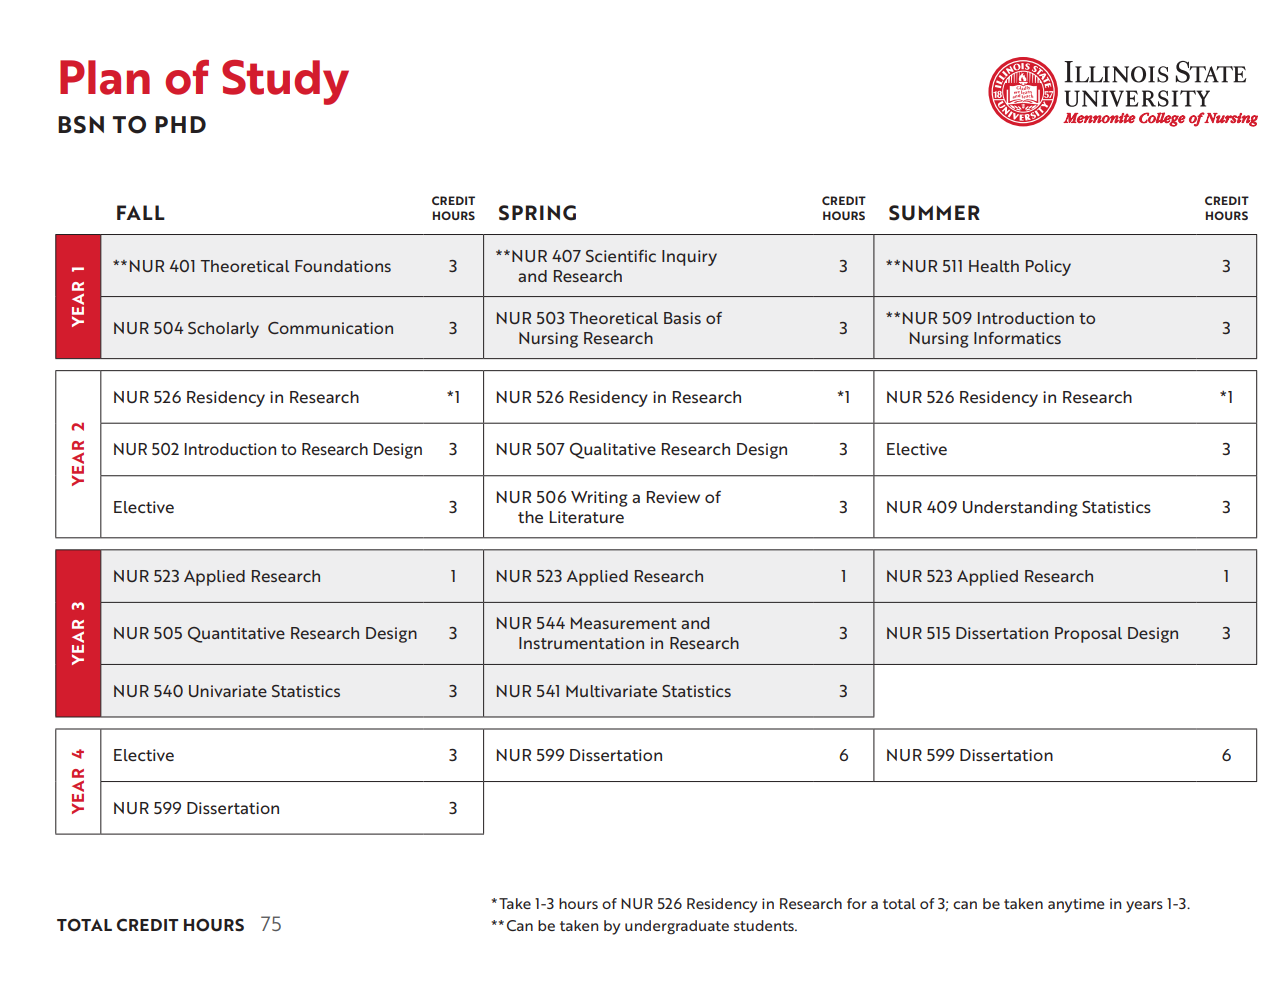 Plan of Study
BSN TO PHD
ILLINOIS STATE
UNIVERSITY
Mennonite College of Nursing
ILLINOIS STATE
UNIVERSITY
18 57
Gladly
we learn
and teach
FALL CREDIT HOURS SPRING CREDIT HOURS SUMMER CREDIT HOURS
YEAR 1
**NUR 401 Theoretical Foundations 3
**NUR 407 Scientific Inquiry
and Research 3
**NUR 511 Health Policy 3
NUR 504 Scholarly Communication 3
NUR 503 Theoretical Basis of
Nursing Research 3
**NUR 509 Introduction to
Nursing Informatics 3
YEAR 2
NUR 526 Residency in Research *1
NUR 526 Residency in Research *1
NUR 526 Residency in Research *1
NUR 502 Introduction to Research Design 3
NUR 507 Qualitative Research Design 3
Elective 3
Elective 3
NUR 506 Writing a Review of
the Literature 3
NUR 409 Understanding Statistics 3
YEAR 3
NUR 523 Applied Research 1
NUR 523 Applied Research 1
NUR 523 Applied Research 1
NUR 505 Quantitative Research Design 3
NUR 544 Measurement and
Instrumentation in Research 3
NUR 515 Dissertation Proposal Design 3
NUR 540 Univariate Statistics 3
NUR 541 Multivariate Statistics 3
YEAR 4
Elective 3
NUR 599 Dissertation 6
NUR 599 Dissertation 6
NUR 599 Dissertation 3
TOTAL CREDIT HOURS 75
*Take 1-3 hours of NUR 526 Residency in Research for a total of 3; can be taken anytime in years 1-3.
**Can be taken by undergraduate students.